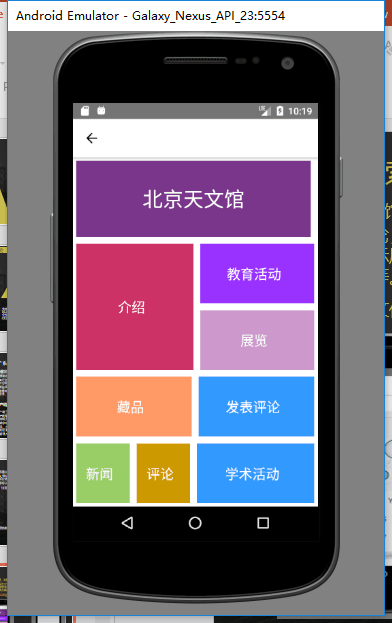 Android Emulator - Galaxy_Nexus_API_23:5554
LTE 10:19
北京天文馆
介绍
教育活动
展览
藏品
发表评论
新闻
评论
学术活动